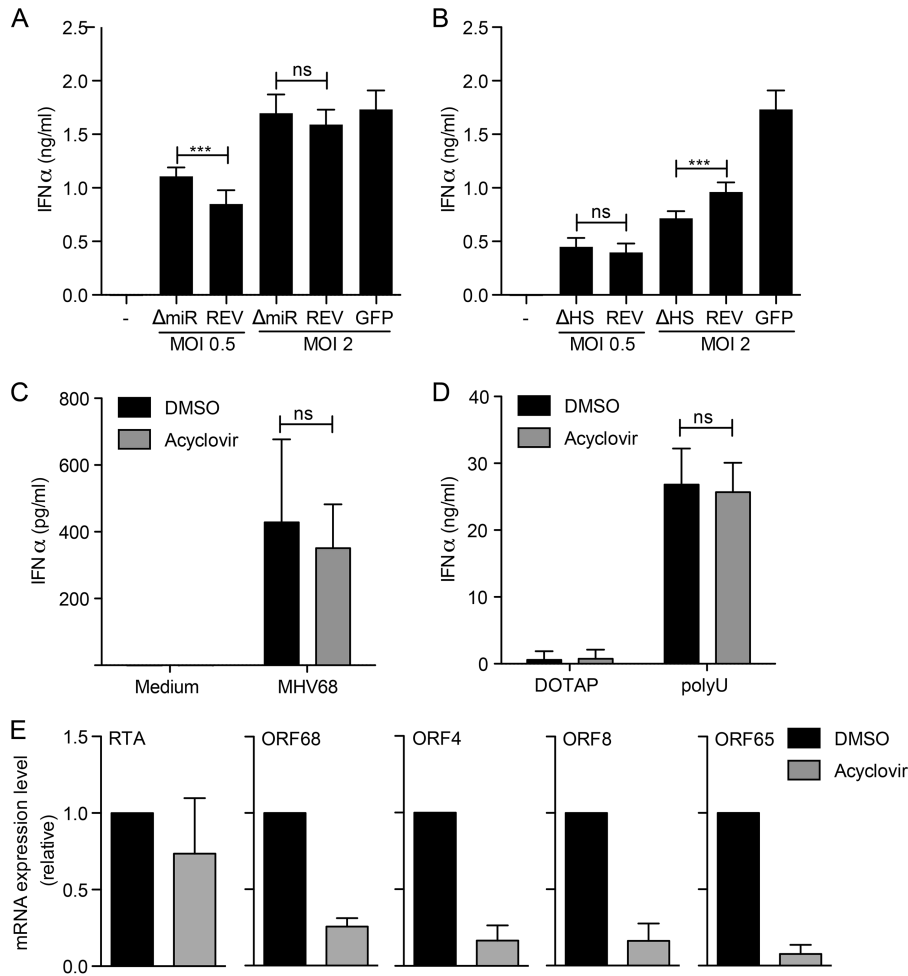 A
2.5
2.0
1.5
1.0
0.5
0.0
IFNα (ng/ml)
***
ns
- ΔmiR REV ΔmiR REV GFP
MOI 0.5 MOI 2
B
2.5
2.0
1.5
1.0
0.5
0.0
IFNα (ng/ml)
ns
***
- ΔHS REV ΔHS REV GFP
MOI 0.5 MOI 2
C
800
600
400
200
IFNα (pg/ml)
DMSO
Acyclovir
ns
Medium MHV68
D
40
30
20
10
0
IFNα (ng/ml)
DMSO
Acyclovir
ns
DOTAP polyU
E
1.5
1.0
0.5
0.0
mRNA expression level
(relative)
RTA ORF68 ORF4 ORF8 ORF65
DMSO
Acyclovir